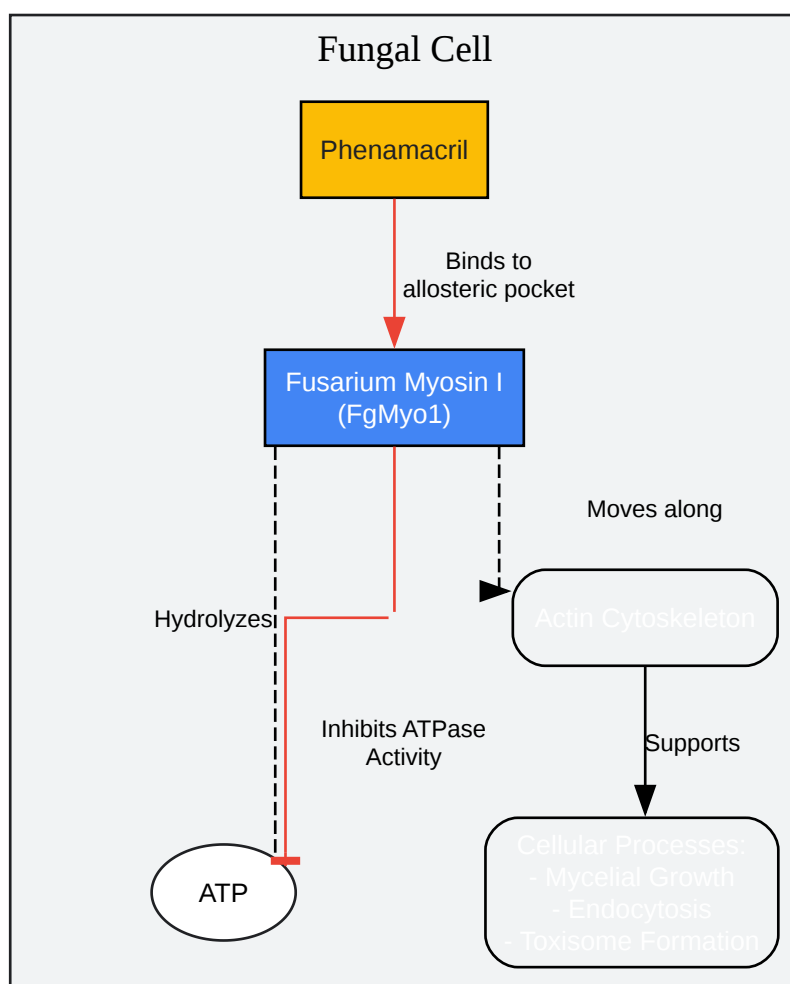 Fungal Cell
Phenamacril
Binds to
allosteric pocket
Fusarium Myosin I
(FgMyo1)
Moves along
Hydrolyzes
Actin Cytoskeleton
Inhibits ATPase
Activity
Supports
Cellular Processes:
- Mycelial Growth
- Endocytosis
- Toxisome Formation
ATP